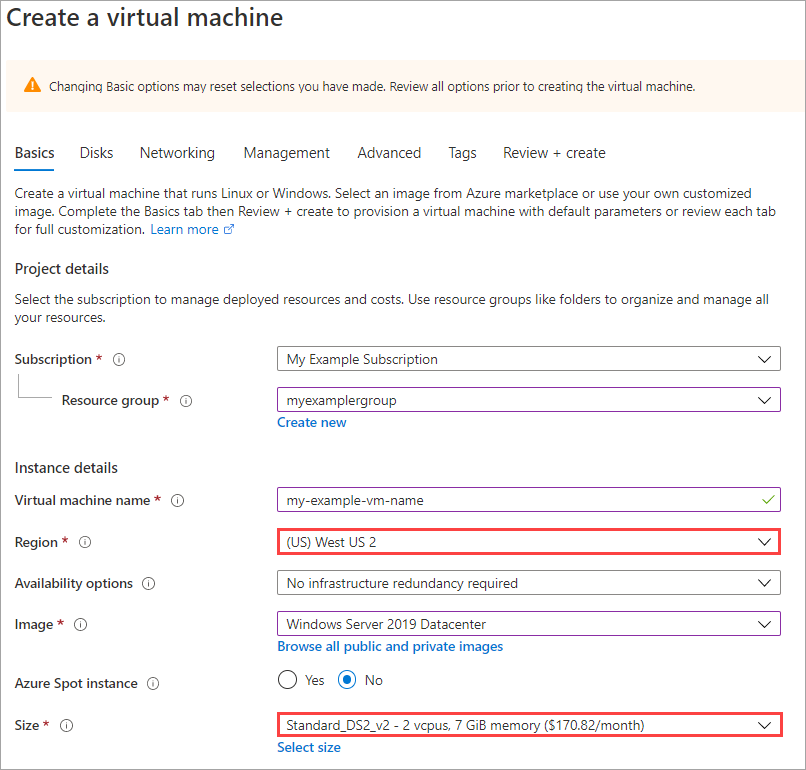 Create a virtual machine
Changing Basic options may reset selections you have made. Review all options prior to creating the virtual machine.
Basics Disks Networking Management Advanced Tags Review + create
Create a virtual machine that runs Linux or Windows. Select an image from Azure marketplace or use your own customized
image. Complete the Basics tab then Review + create to provision a virtual machine with default parameters or review each tab
for full customization. Learn more
Project details
Select the subscription to manage deployed resources and costs. Use resource groups like folders to organize and manage all
your resources.
Subscription * My Example Subscription
Resource group * myexamplergroup
Create new
Instance details
Virtual machine name * my-example-vm-name
Region * (US) West US 2
Availability options No infrastructure redundancy required
Image * Windows Server 2019 Datacenter
Browse all public and private images
Azure Spot instance Yes No
Size * Standard_DS2_v2 - 2 vcpus, 7 GiB memory ($170.82/month)
Select size